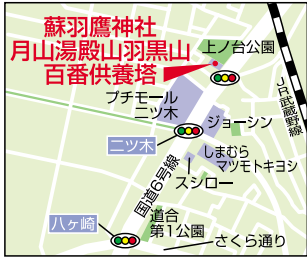 蘇羽鷹神社
月山湯殿山羽黒山
百番供養塔
上ノ台公園
プチモール
二ツ木
ジョーシン
二ツ木
しまむら
マツモトキヨシ
スシロー
国道6号線
JR武蔵野線
八ヶ崎
道合
第1公園
さくら通り